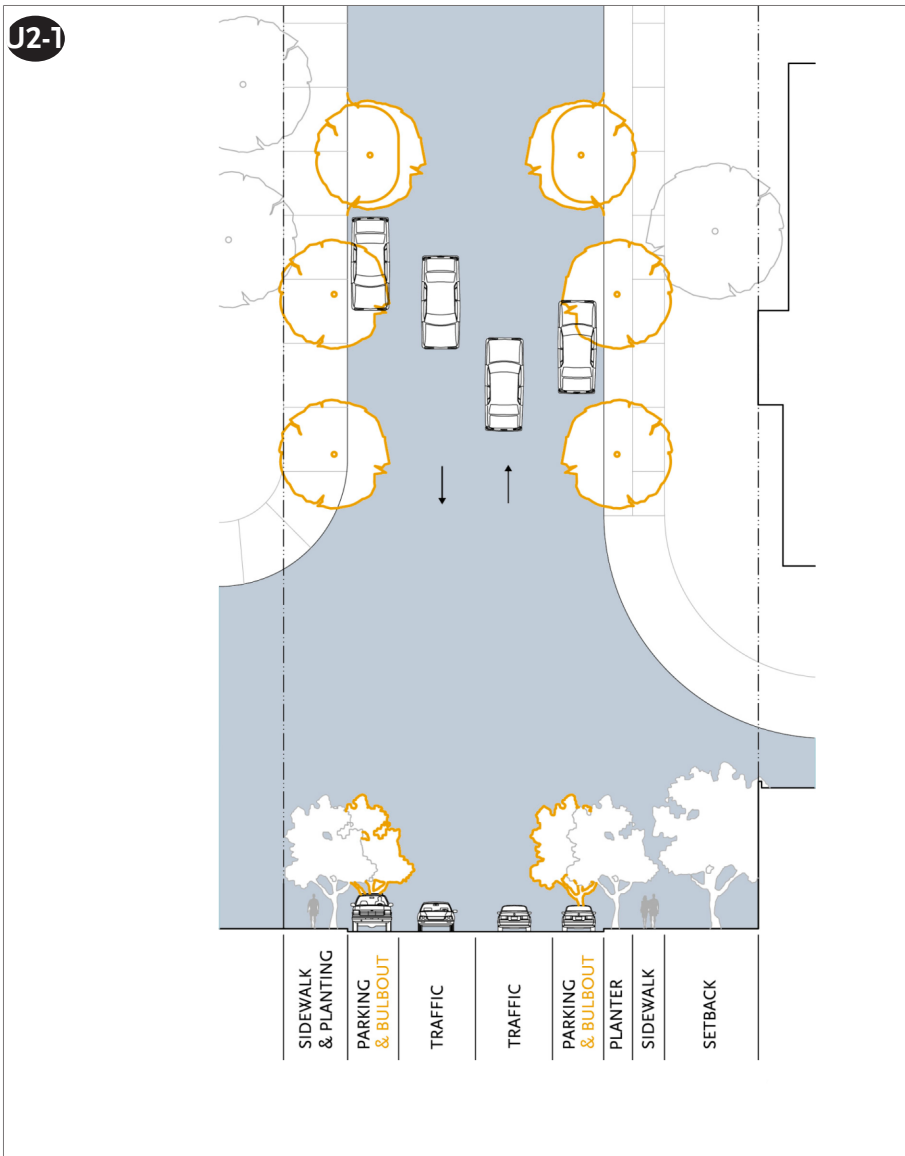 U2-1
SIDEWALK
& PLANTING
PARKING
& BULBOUT
TRAFFIC
TRAFFIC
PARKING
& BULBOUT
PLANTER
SIDEWALK
SETBACK